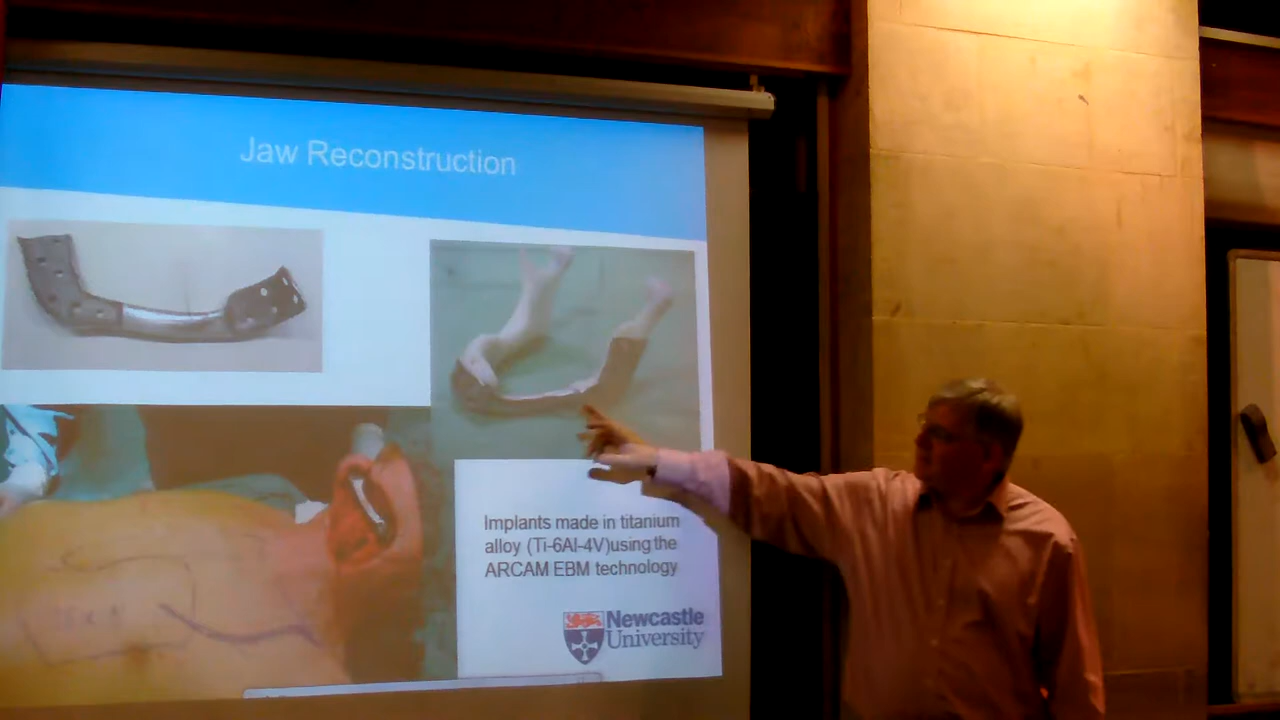 Jaw Reconstruction
Implants made in titanium
alloy (Ti-6Al-4V)using the
ARCAM EBM technology
Newcastle
University